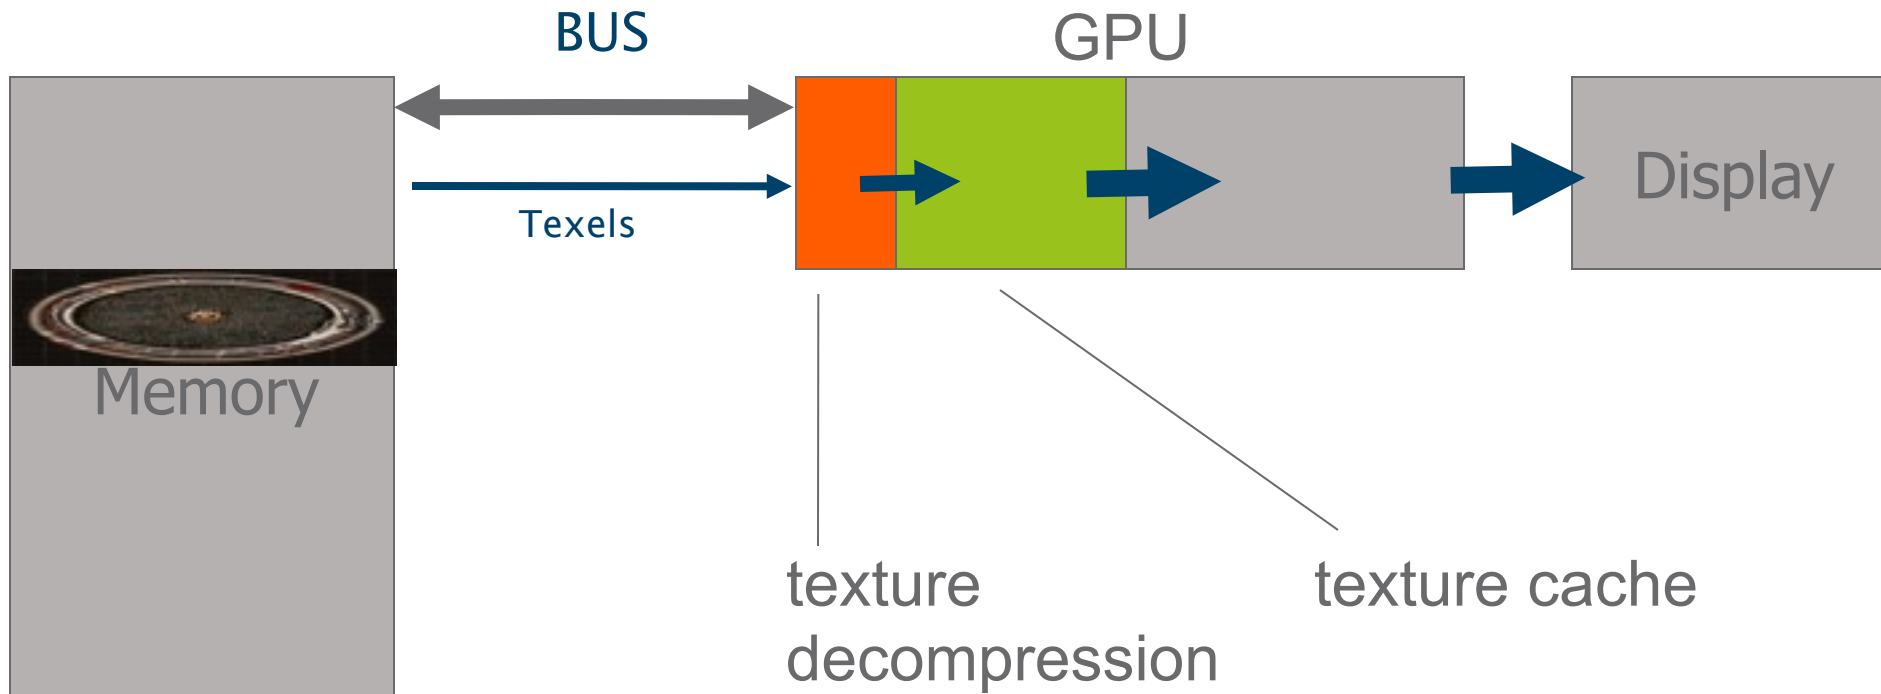 BUS
GPU
Display
Texels
Memory
texture
decompression
texture cache